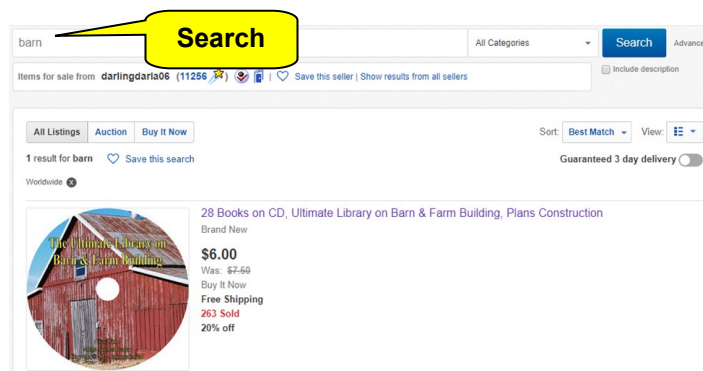 Search
barn
All Categories
Search
Advance
Items for sale from darlingdarla06 (11256) | Save this seller | Show results from all sellers
Include description
All Listings Auction Buy It Now
Sort: Best Match View:
1 result for barn Save this search
Guaranteed 3 day delivery
Worldwide
28 Books on CD, Ultimate Library on Barn & Farm Building, Plans Construction
Brand New
$6.00
Was: $7.50
Buy It Now
Free Shipping
263 Sold
20% off
The Ultimate Library on
Barn & Farm Building